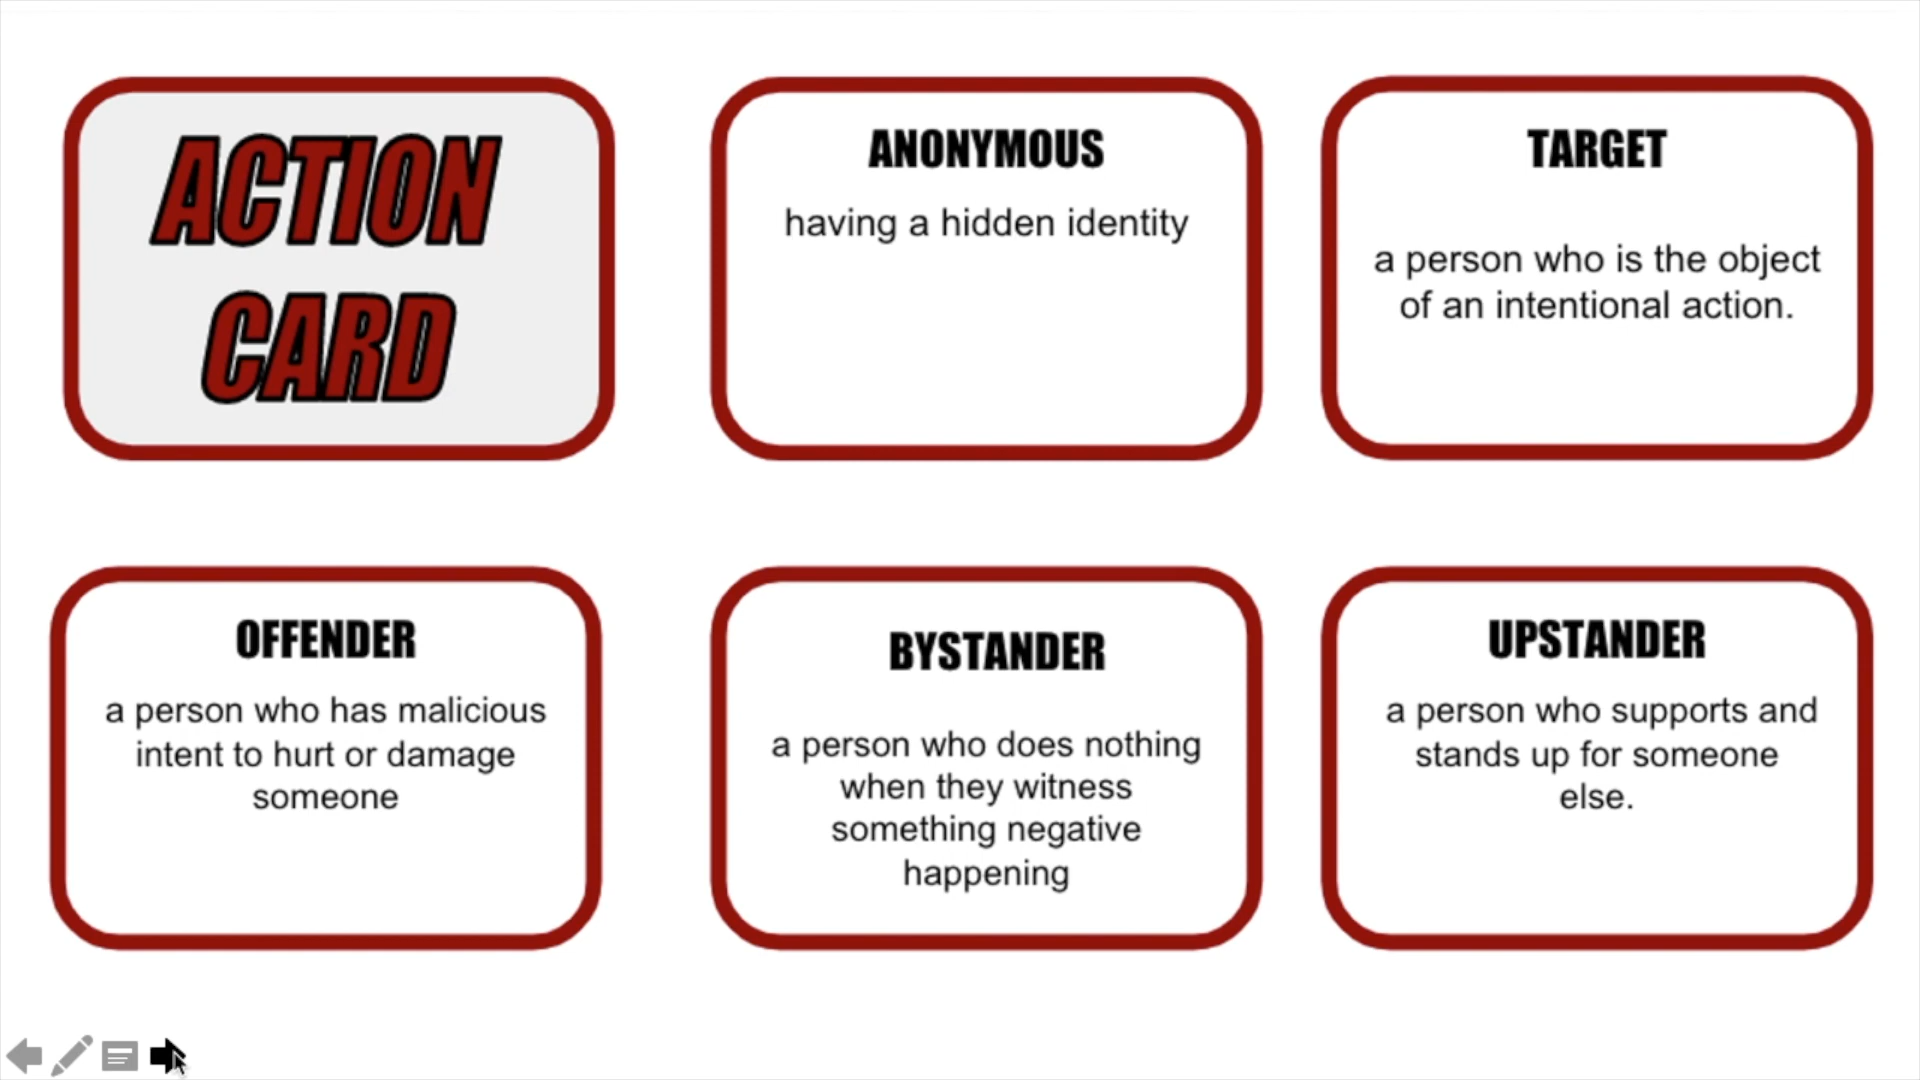 ACTION
CARD
ANONYMOUS
having a hidden identity
TARGET
a person who is the object
of an intentional action.
OFFENDER
a person who has malicious
intent to hurt or damage
someone
BYSTANDER
a person who does nothing
when they witness
something negative
happening
UPSTANDER
a person who supports and
stands up for someone
else.